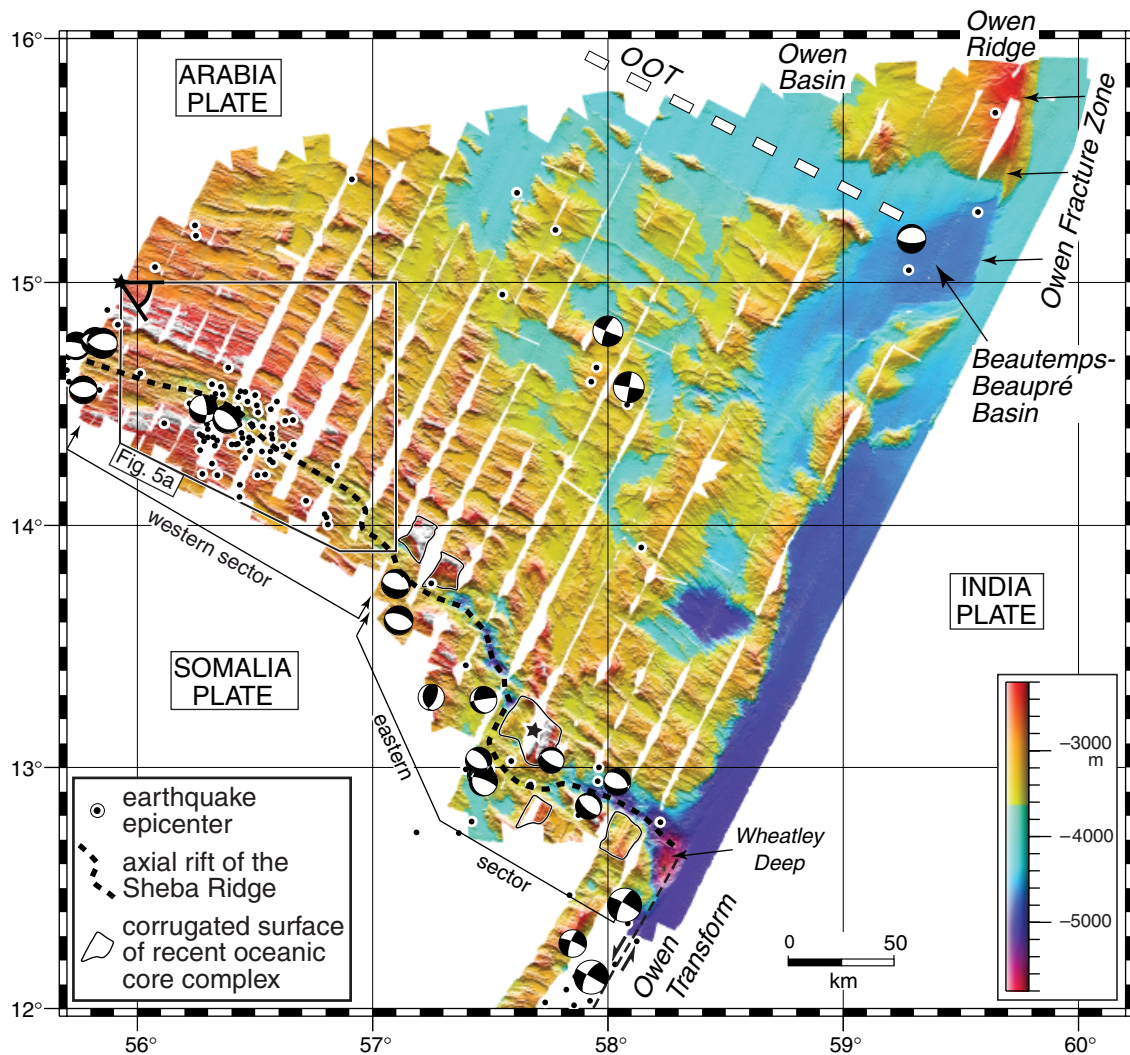 16°
15°
14°
13°
12°
56°
57°
58°
59°
60°
ARABIA
PLATE
OOT
Owen
Basin
Owen
Ridge
Owen Fracture Zone
Beautemps-
Beaupré
Basin
Fig. 5a
western sector
SOMALIA
PLATE
INDIA
PLATE
eastern
sector
Wheatley
Deep
Owen
Transform
0
50
km
−3000
m
−4000
−5000
earthquake
epicenter
axial rift of the
Sheba Ridge
corrugated surface
of recent oceanic
core complex